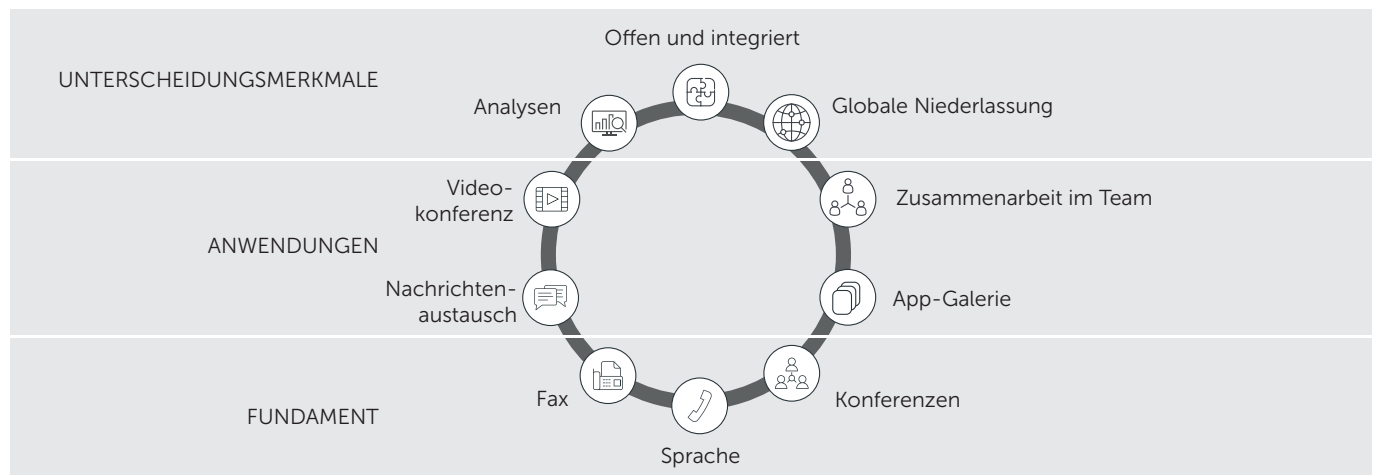 Offen und integriert
UNTERSCHEIDUNGSMERKMALE
Analysen
Globale Niederlassung
Video-
konferenz
Zusammenarbeit im Team
ANWENDUNGEN
Nachrichten-
austausch
App-Galerie
Fax
Konferenzen
FUNDAMENT
Sprache